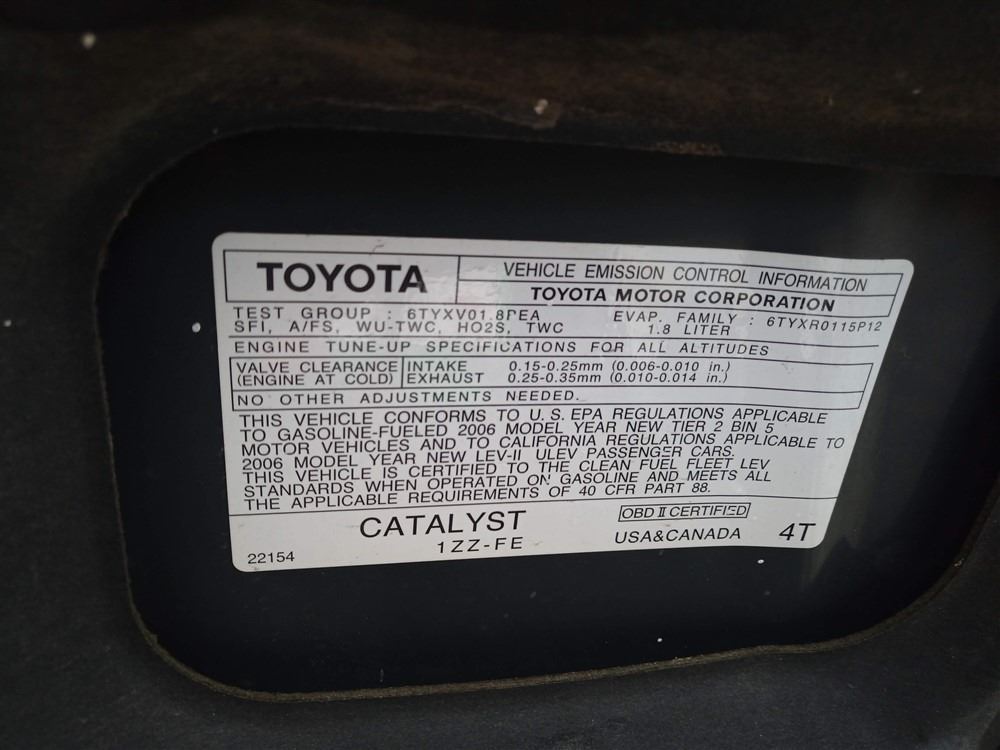 TOYOTA
VEHICLE EMISSION CONTROL INFORMATION
TOYOTA MOTOR CORPORATION
TEST GROUP : 6TYXV01.8PEA EVAP. FAMILY : 6TYXR0115P12
SFI, A/FS, WU-TWC, HO2S, TWC 1.8 LITER
ENGINE TUNE-UP SPECIFICATIONS FOR ALL ALTITUDES
VALVE CLEARANCE INTAKE 0.15-0.25mm (0.006-0.010 in.)
(ENGINE AT COLD) EXHAUST 0.25-0.35mm (0.010-0.014 in.)
NO OTHER ADJUSTMENTS NEEDED.
THIS VEHICLE CONFORMS TO U.S. EPA REGULATIONS APPLICABLE
TO GASOLINE-FUELED 2006 MODEL YEAR NEW TIER 2 BIN 5
MOTOR VEHICLES AND TO CALIFORNIA REGULATIONS APPLICABLE TO
2006 MODEL YEAR NEW LEV-II ULEV PASSENGER CARS.
THIS VEHICLE IS CERTIFIED TO THE CLEAN FUEL FLEET LEV
STANDARDS WHEN OPERATED ON GASOLINE AND MEETS ALL
THE APPLICABLE REQUIREMENTS OF 40 CFR PART 88.
CATALYST OBD II CERTIFIED
22154 1ZZ-FE USA&CANADA 4T